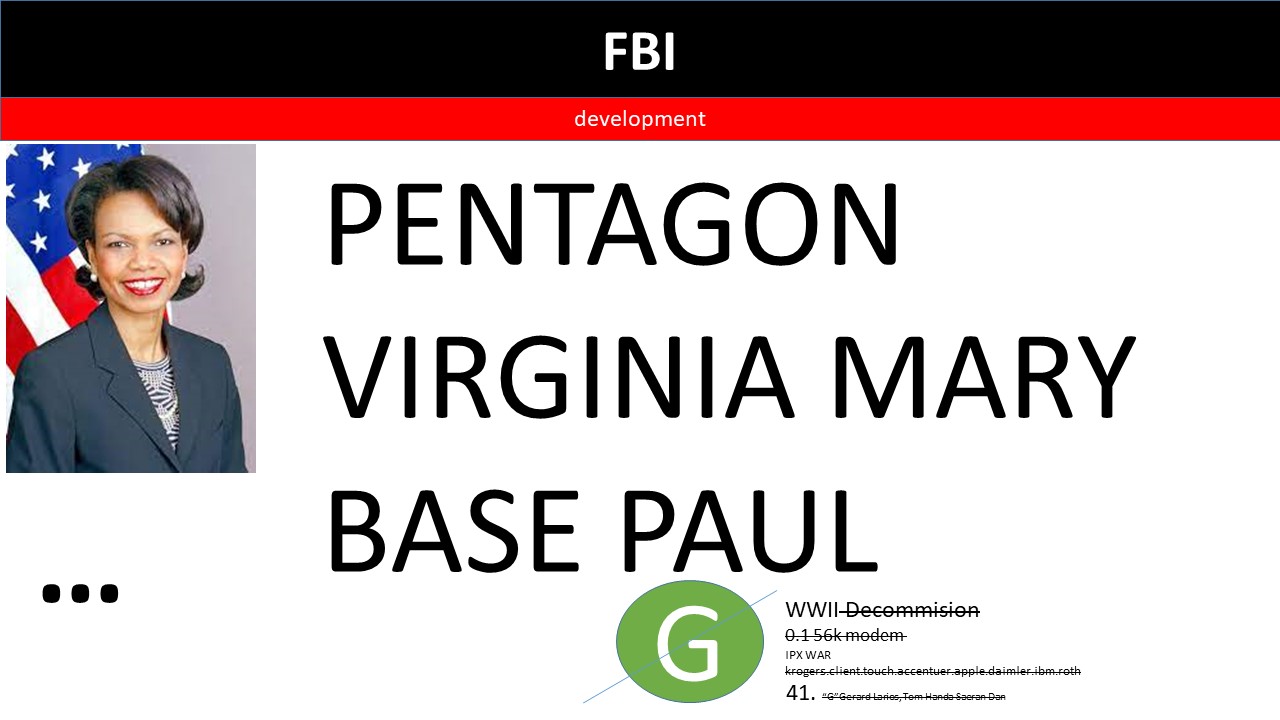 FBI
development
PENTAGON
VIRGINIA MARY
BASE PAUL
...
G
WWII Decommision
0.1 56k modem
IPX WAR
krogers.client.touch.accentuer.apple.daimler.ibm.roth
41. "G"Gerard Larios, Tom Handa Saeran Dan